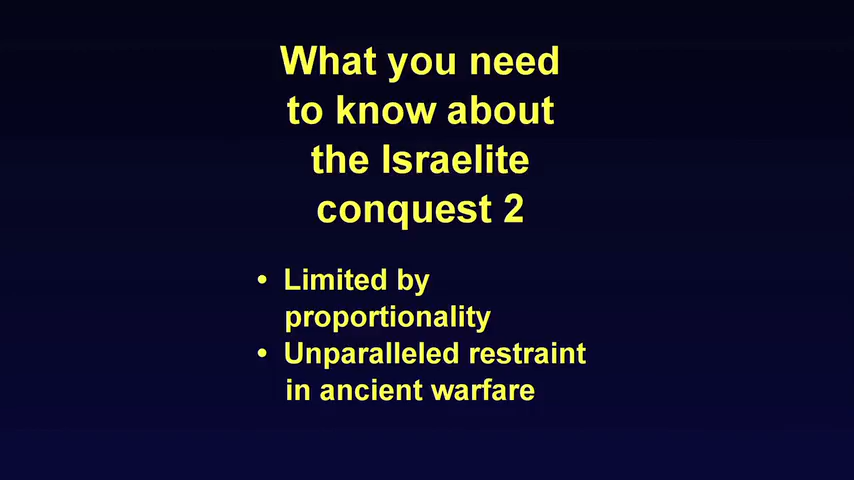 What you need
to know about
the Israelite
conquest 2
• Limited by
proportionality
• Unparalleled restraint
in ancient warfare